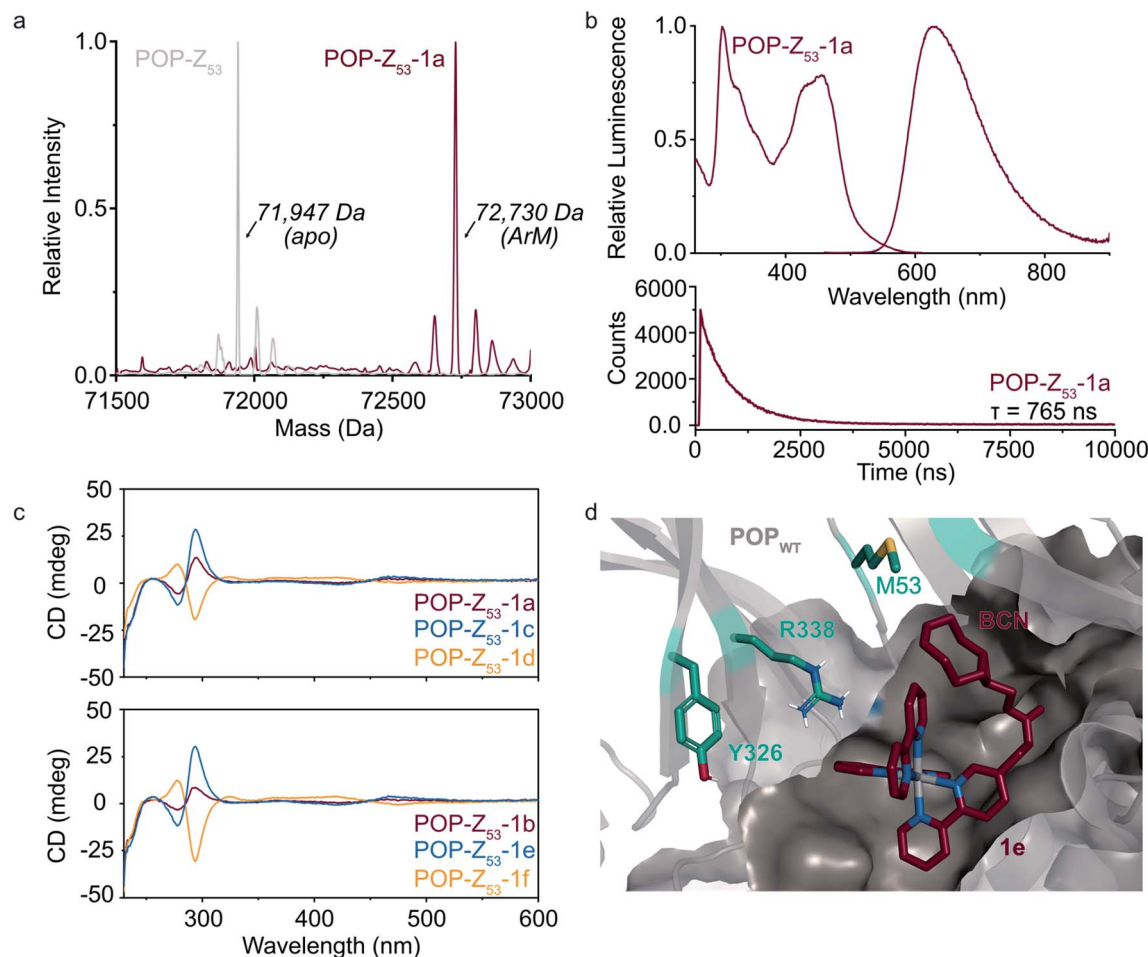 a
POP-Z53
POP-Z53-1a
71,947 Da
(apo)
72,730 Da
(ArM)
1.0
0.5
0.0
Relative Intensity
71500
72000
72500
73000
Mass (Da)
b
POP-Z53-1a
1.0
0.5
0.0
Relative Luminescence
400
600
800
Wavelength (nm)
6000
4000
2000
0.0
Counts
POP-Z53-1a
τ = 765 ns
0
2500
5000
7500
10000
Time (ns)
c
50
25
0
-25
-50
CD (mdeg)
POP-Z53-1a
POP-Z53-1c
POP-Z53-1d
50
25
0
-25
-50
CD (mdeg)
POP-Z53-1b
POP-Z53-1e
POP-Z53-1f
300
400
500
600
Wavelength (nm)
d
POPWT
M53
BCN
R338
Y326
1e